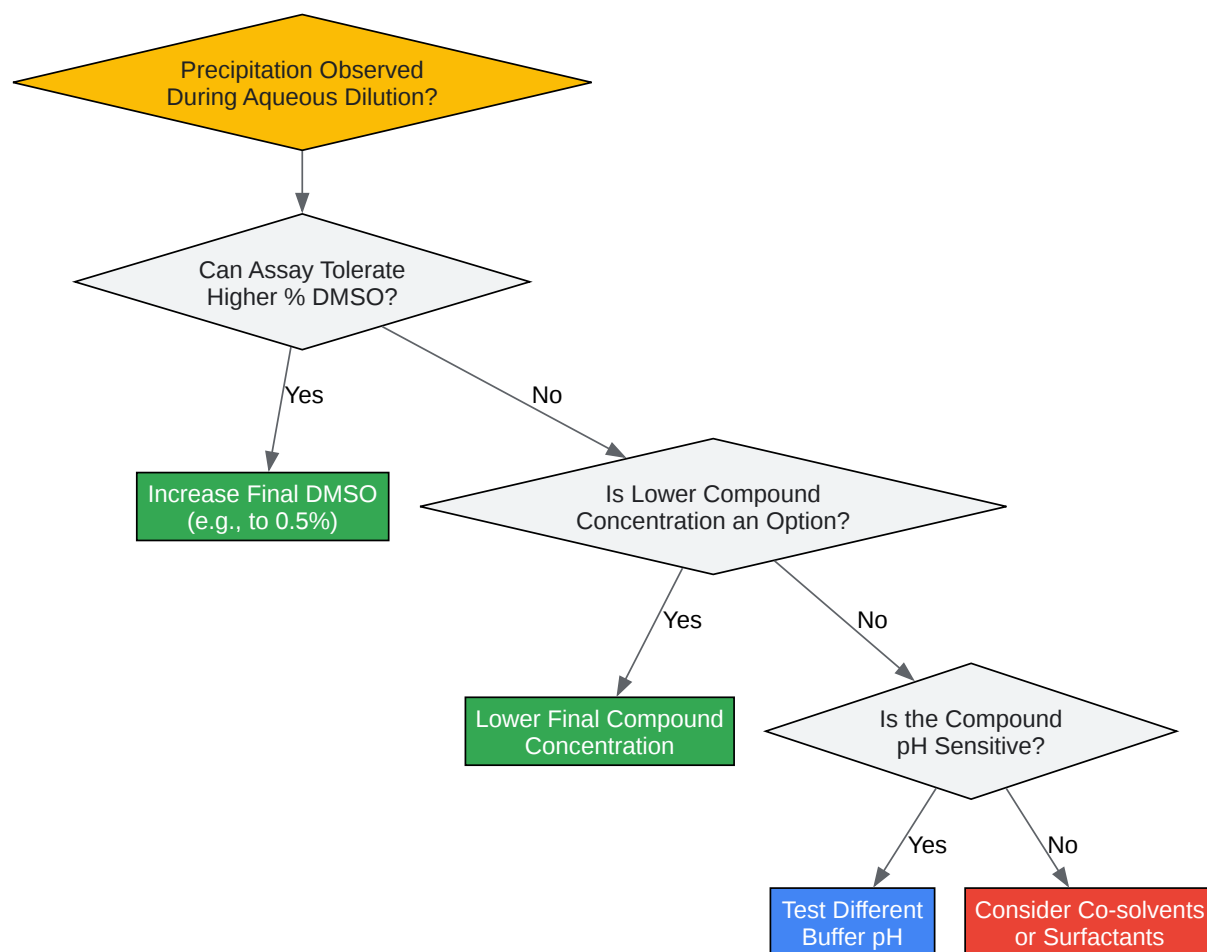 Precipitation Observed
During Aqueous Dilution?
Can Assay Tolerate
Higher % DMSO?
Yes
No
Increase Final DMSO
(e.g., to 0.5%)
Is Lower Compound
Concentration an Option?
Yes
No
Lower Final Compound
Concentration
Is the Compound
pH Sensitive?
Yes
No
Test Different
Buffer pH
Consider Co-solvents
or Surfactants